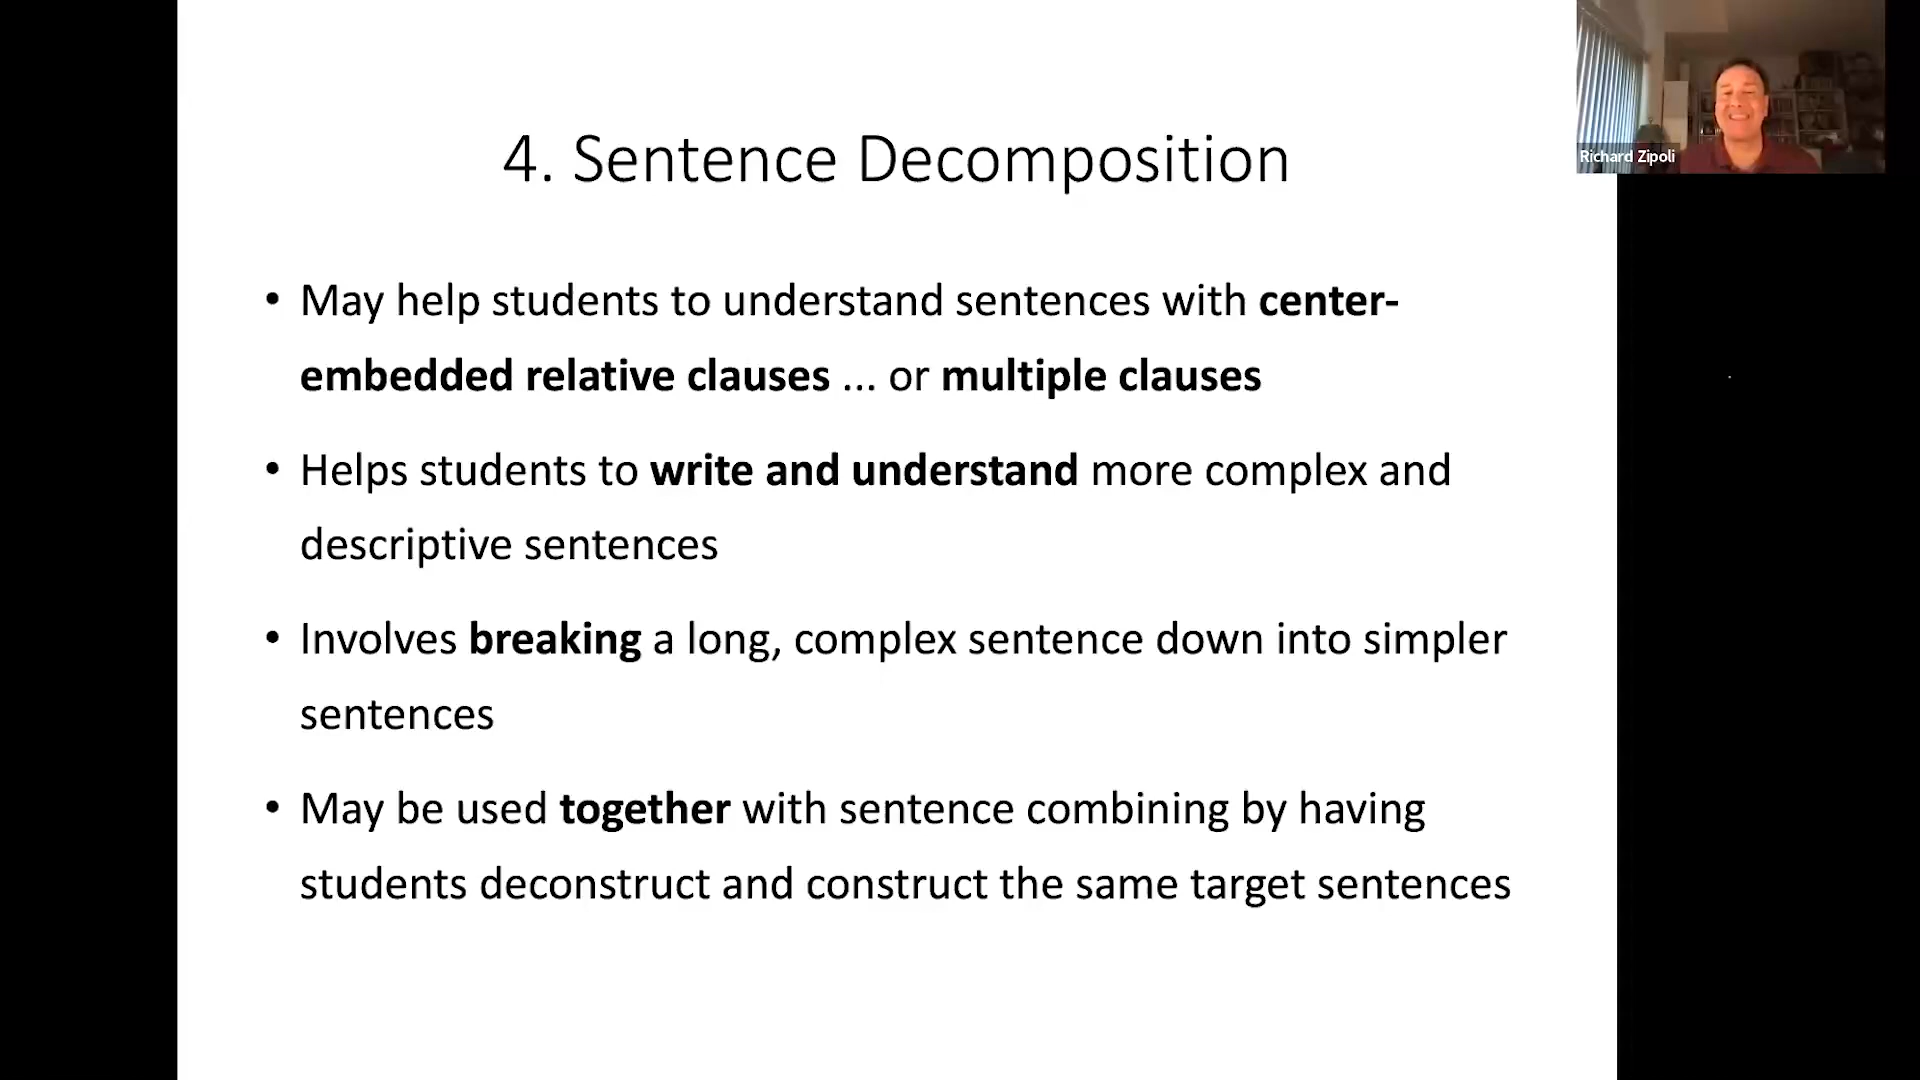 4. Sentence Decomposition
Richard Zipoli
• May help students to understand sentences with center-
embedded relative clauses ... or multiple clauses
• Helps students to write and understand more complex and
descriptive sentences
• Involves breaking a long, complex sentence down into simpler
sentences
• May be used together with sentence combining by having
students deconstruct and construct the same target sentences